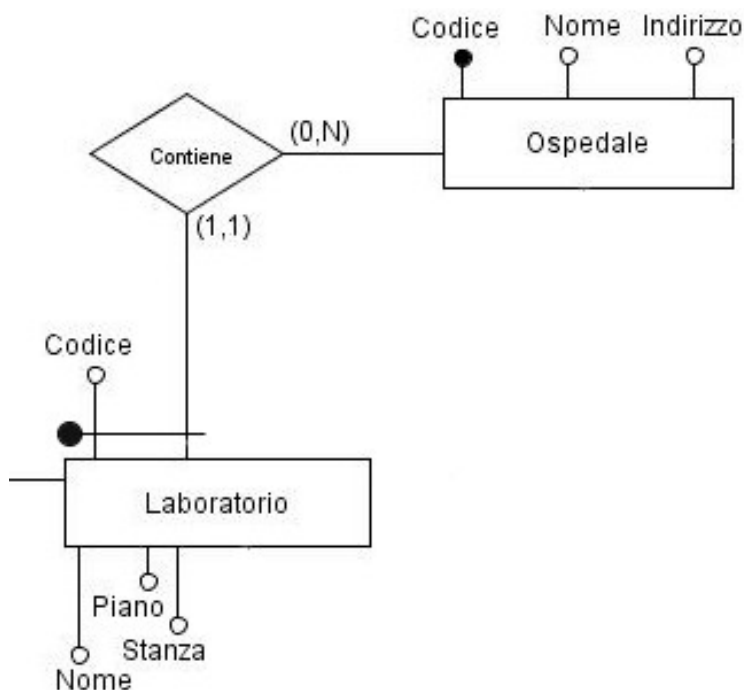 Codice Nome Indirizzo
(0,N)
Contiene
Ospedale
(1,1)
Codice
Laboratorio
Piano
Stanza
Nome